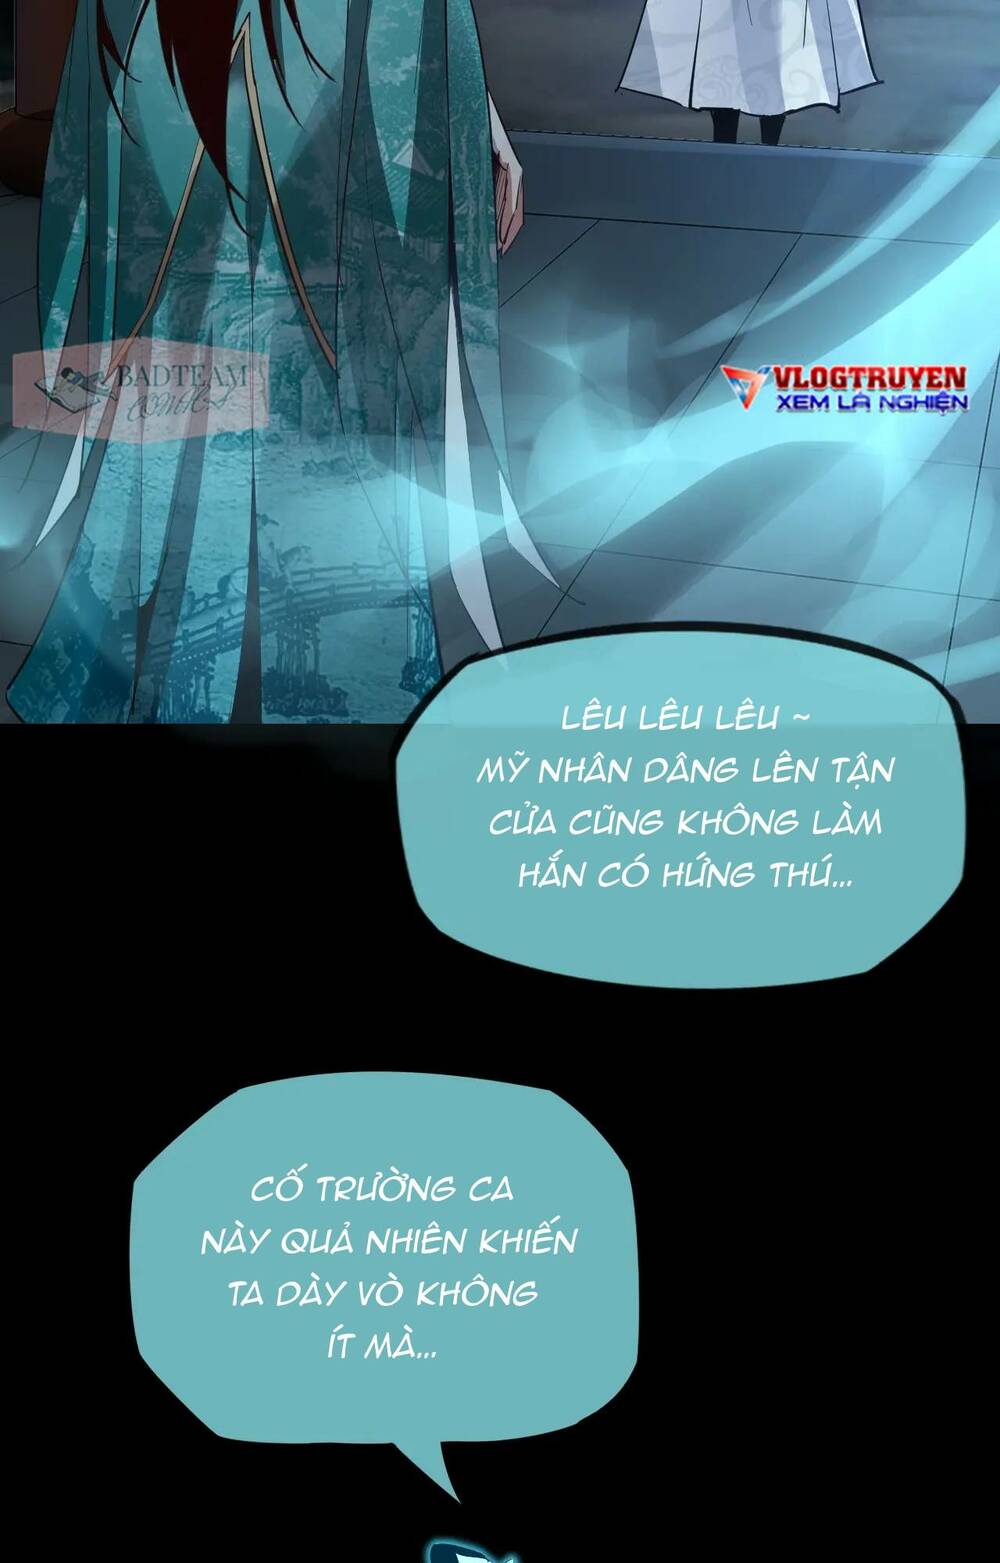 BADTEAM
COMICS
VLOGTRUYEN
XEM LÀ NGHIỆN
LÊU LÊU LÊU ~
MỸ NHÂN DÂNG LÊN TẬN
CỬA CŨNG KHÔNG LÀM
HẮN CÓ HỨNG THÚ...
CỐ TRƯỜNG CA
NÀY QUẢ NHIÊN KHIẾN
TA DÀY VÒ KHÔNG
ÍT MÀ...